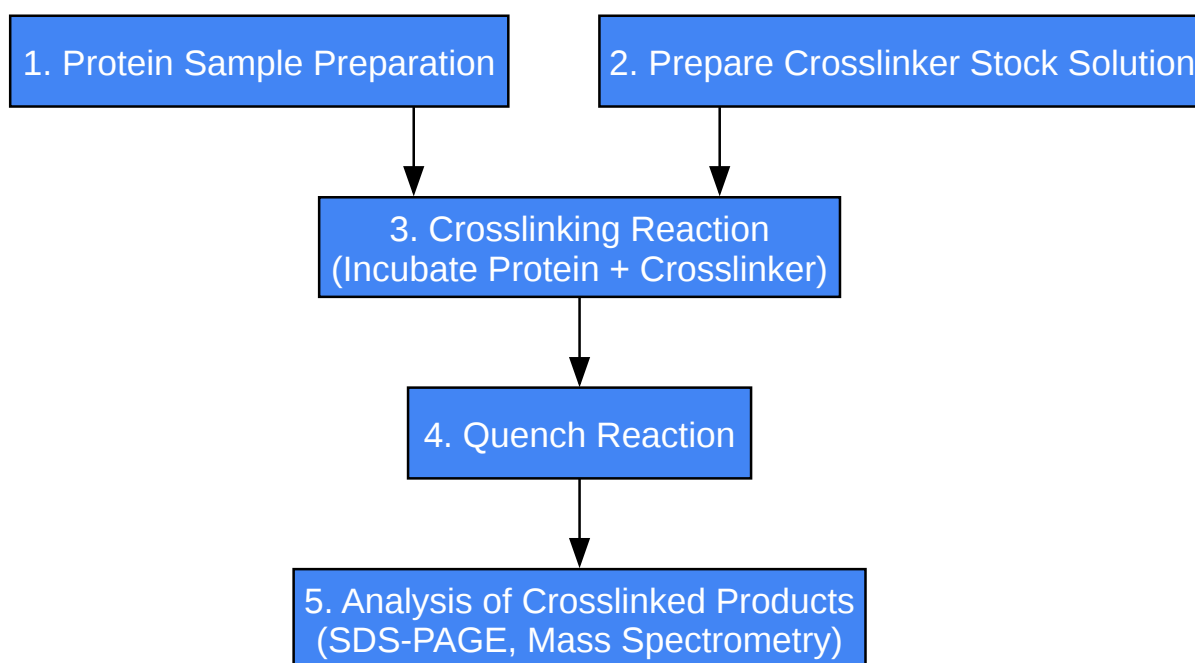 1. Protein Sample Preparation
2. Prepare Crosslinker Stock Solution
3. Crosslinking Reaction
(Incubate Protein + Crosslinker)
4. Quench Reaction
5. Analysis of Crosslinked Products
(SDS-PAGE, Mass Spectrometry)